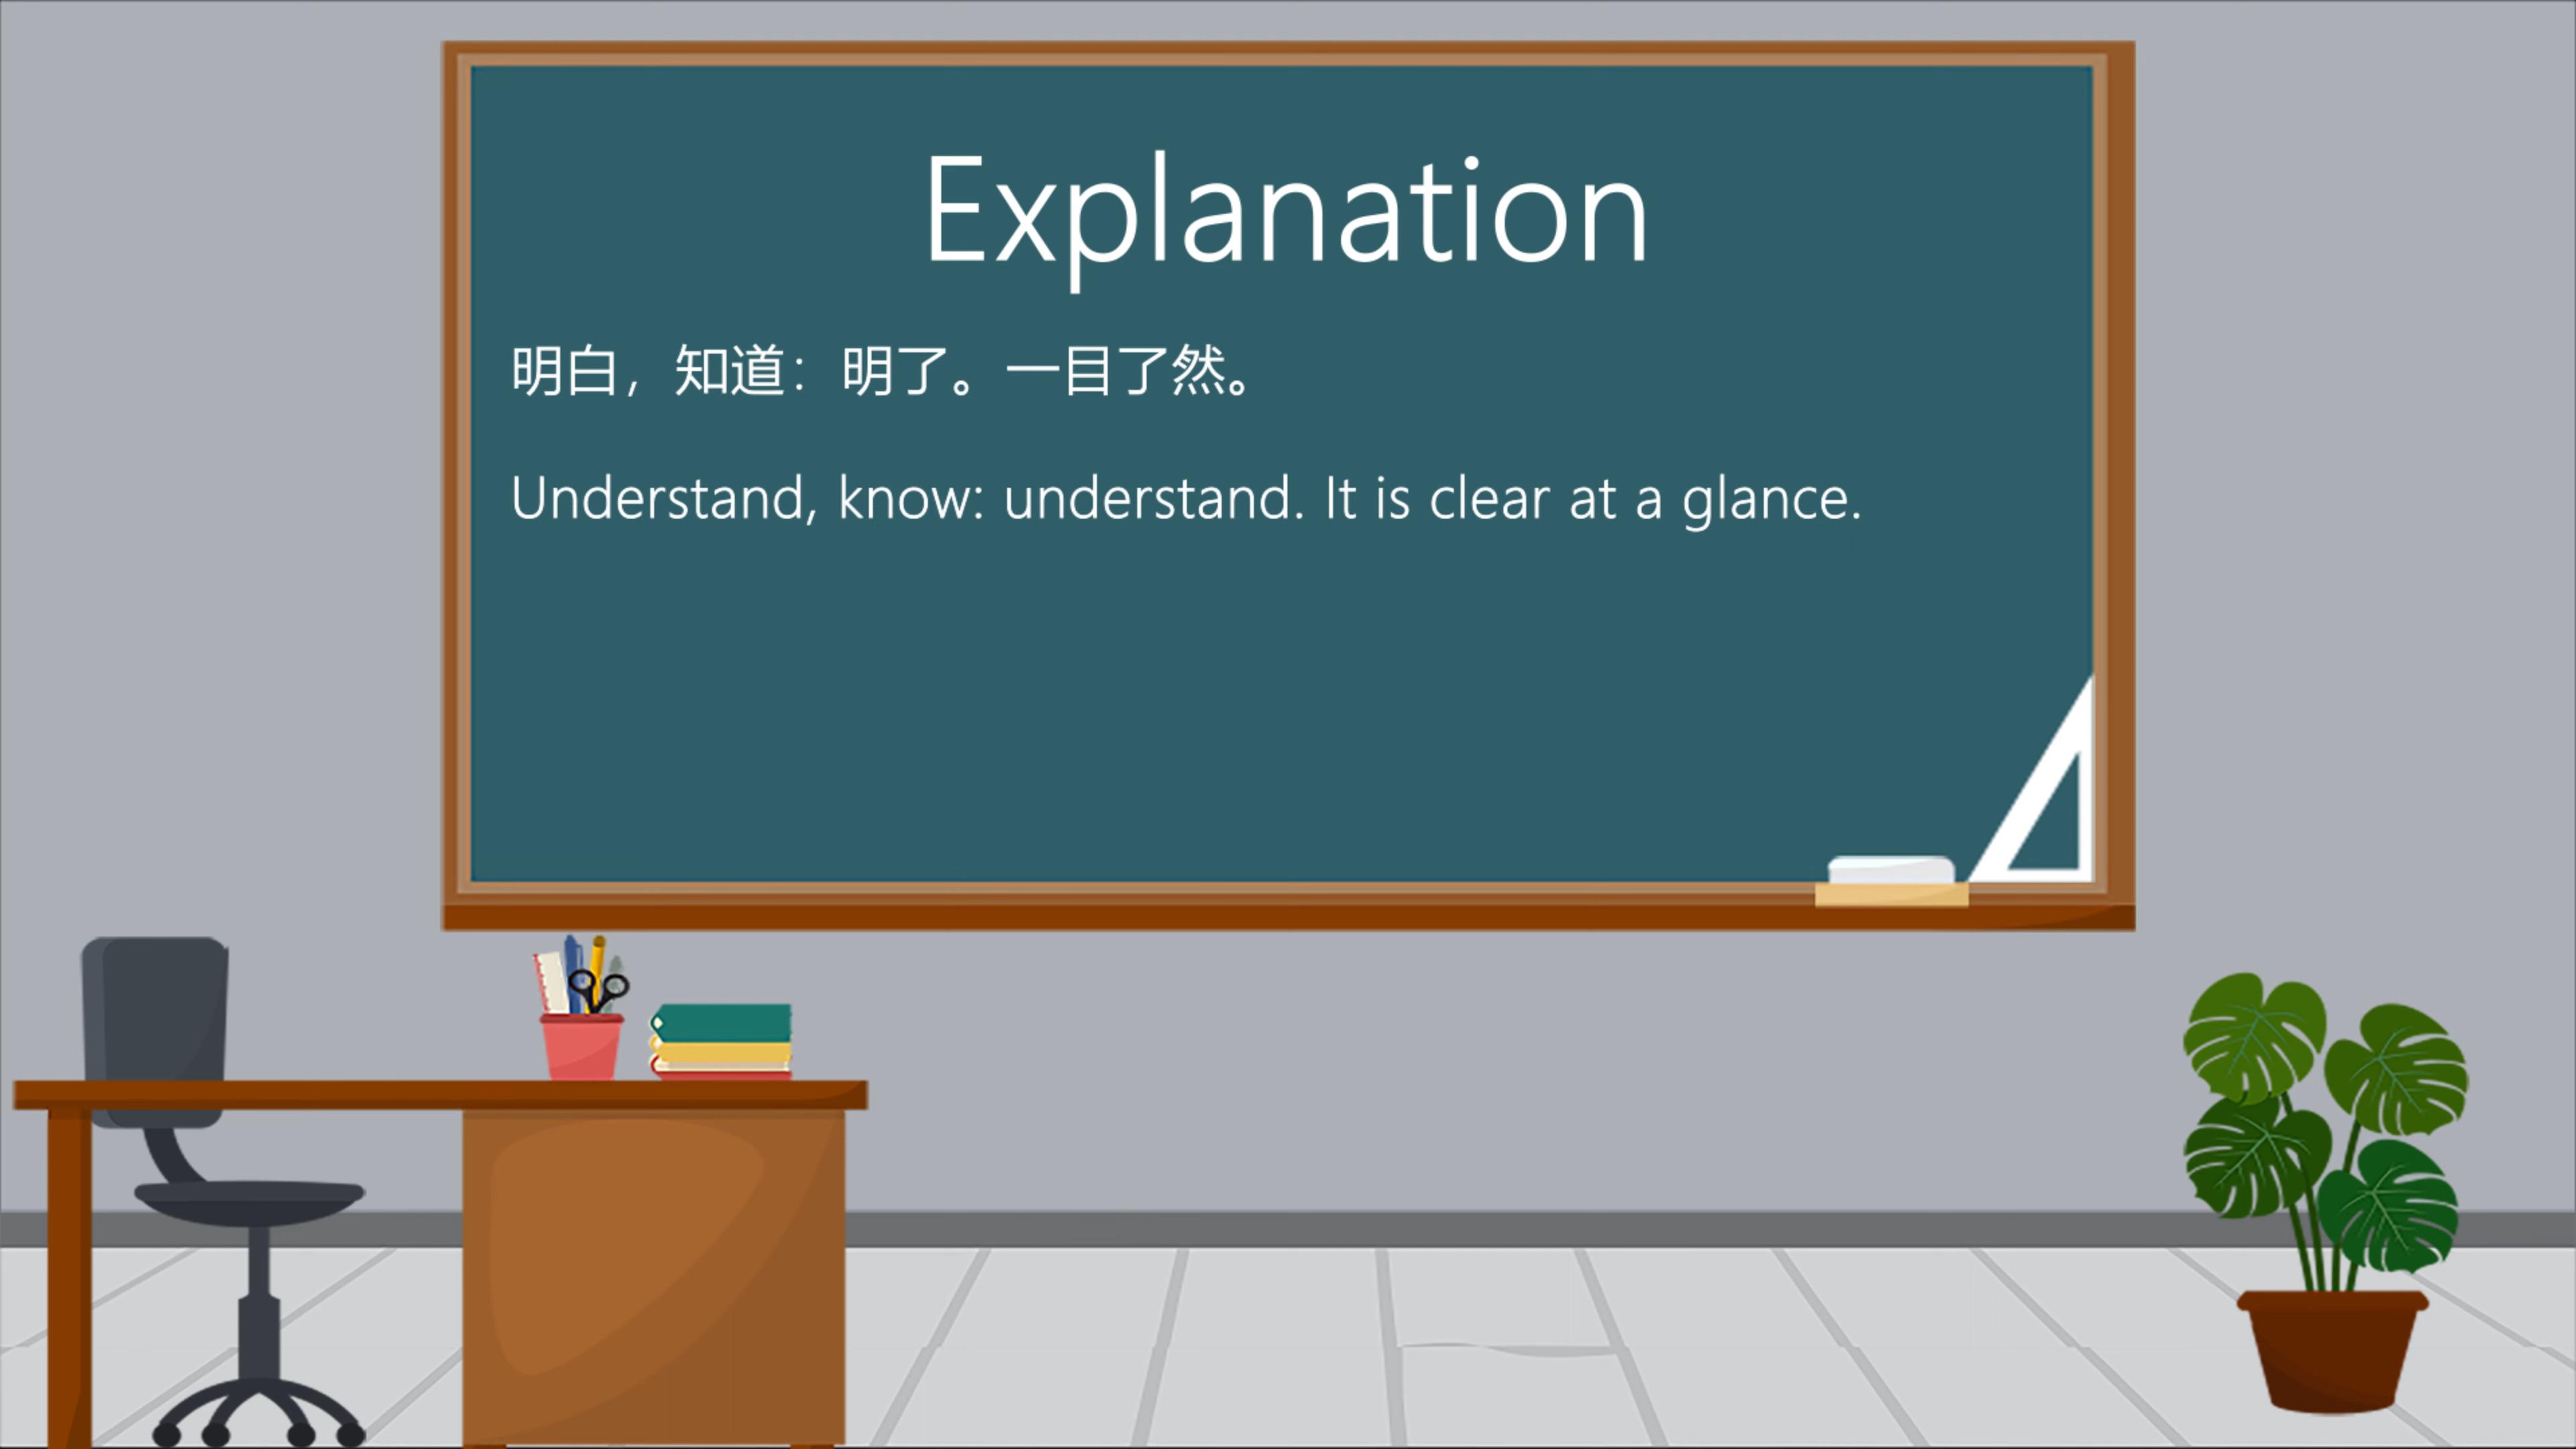 Explanation
明白，知道：明了。一目了然。
Understand, know: understand. It is clear at a glance.